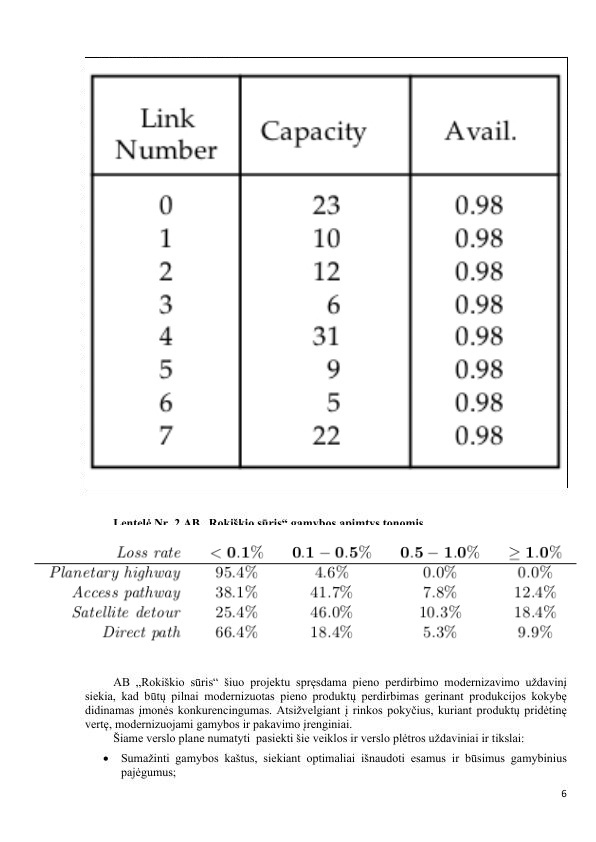 Link Number Capacity Avail.
0 23 0.98
1 10 0.98
2 12 0.98
3 6 0.98
4 31 0.98
5 9 0.98
6 5 0.98
7 22 0.98
Lentelė Nr. 2 AB „Rokiškio sūris“ gamybos apimtys tonomis
Loss rate < 0.1% 0.1 – 0.5% 0.5 – 1.0% ≥ 1.0%
Planetary highway 95.4% 4.6% 0.0% 0.0%
Access pathway 38.1% 41.7% 7.8% 12.4%
Satellite detour 25.4% 46.0% 10.3% 18.4%
Direct path 66.4% 18.4% 5.3% 9.9%
AB „Rokiškio sūris“ šiuo projektu spręsdama pieno perdirbimo modernizavimo uždavinį
siekia, kad būtų pilnai modernizuotas pieno produktų perdirbimas gerinant produkcijos kokybę
didinamas įmonės konkurencingumas. Atsižvelgiant į rinkos pokyčius, kuriant produktų pridėtinę
vertę, modernizuojami gamybos ir pakavimo įrenginiai.
Šiame verslo plane numatyti pasiekti šie veiklos ir verslo plėtros uždaviniai ir tikslai:
• Sumažinti gamybos kaštus, siekiant optimaliai išnaudoti esamus ir būsimus gamybinius
pajėgumus;
6